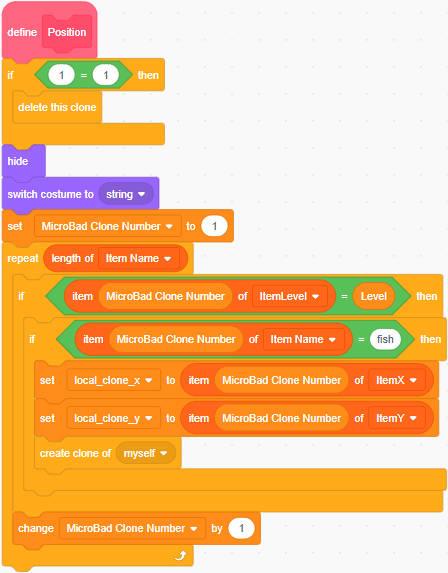 define Position
if 1 = 1 then
delete this clone
hide
switch costume to string
set MicroBad Clone Number to 1
repeat length of Item Name
if item MicroBad Clone Number of ItemLevel = Level then
if item MicroBad Clone Number of Item Name = fish then
set local_clone_x to item MicroBad Clone Number of ItemX
set local_clone_y to item MicroBad Clone Number of ItemY
create clone of myself
change MicroBad Clone Number by 1